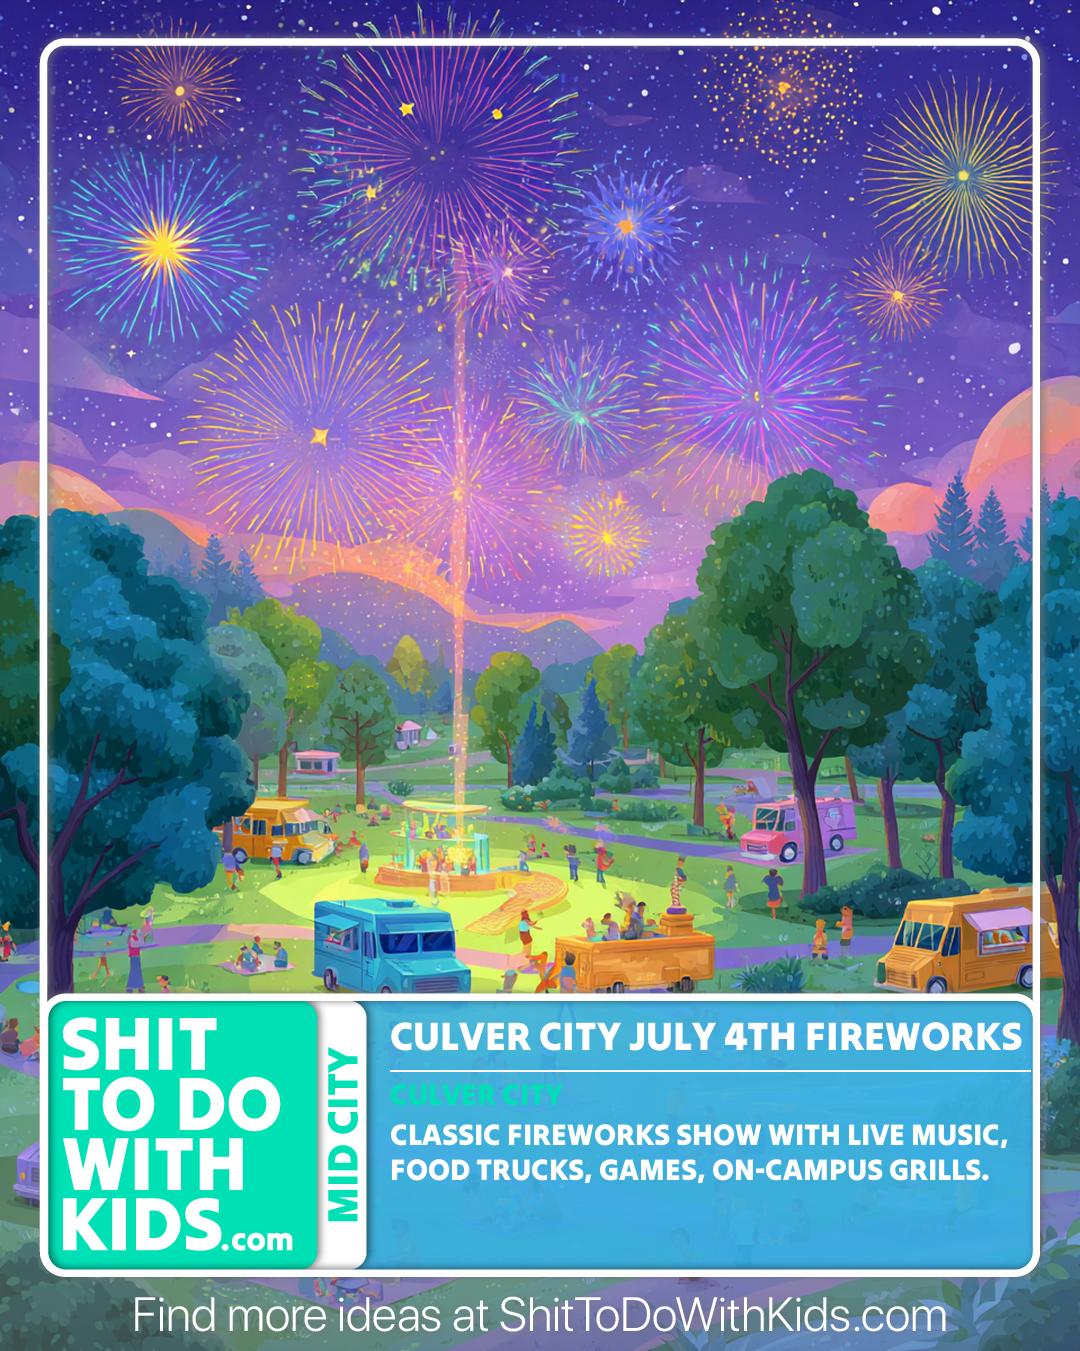 SHIT
TO DO
WITH
KIDS.com
MID CITY
CULVER CITY JULY 4TH FIREWORKS
CULVER CITY
CLASSIC FIREWORKS SHOW WITH LIVE MUSIC,
FOOD TRUCKS, GAMES, ON-CAMPUS GRILLS.
Find more ideas at ShitToDoWithKids.com